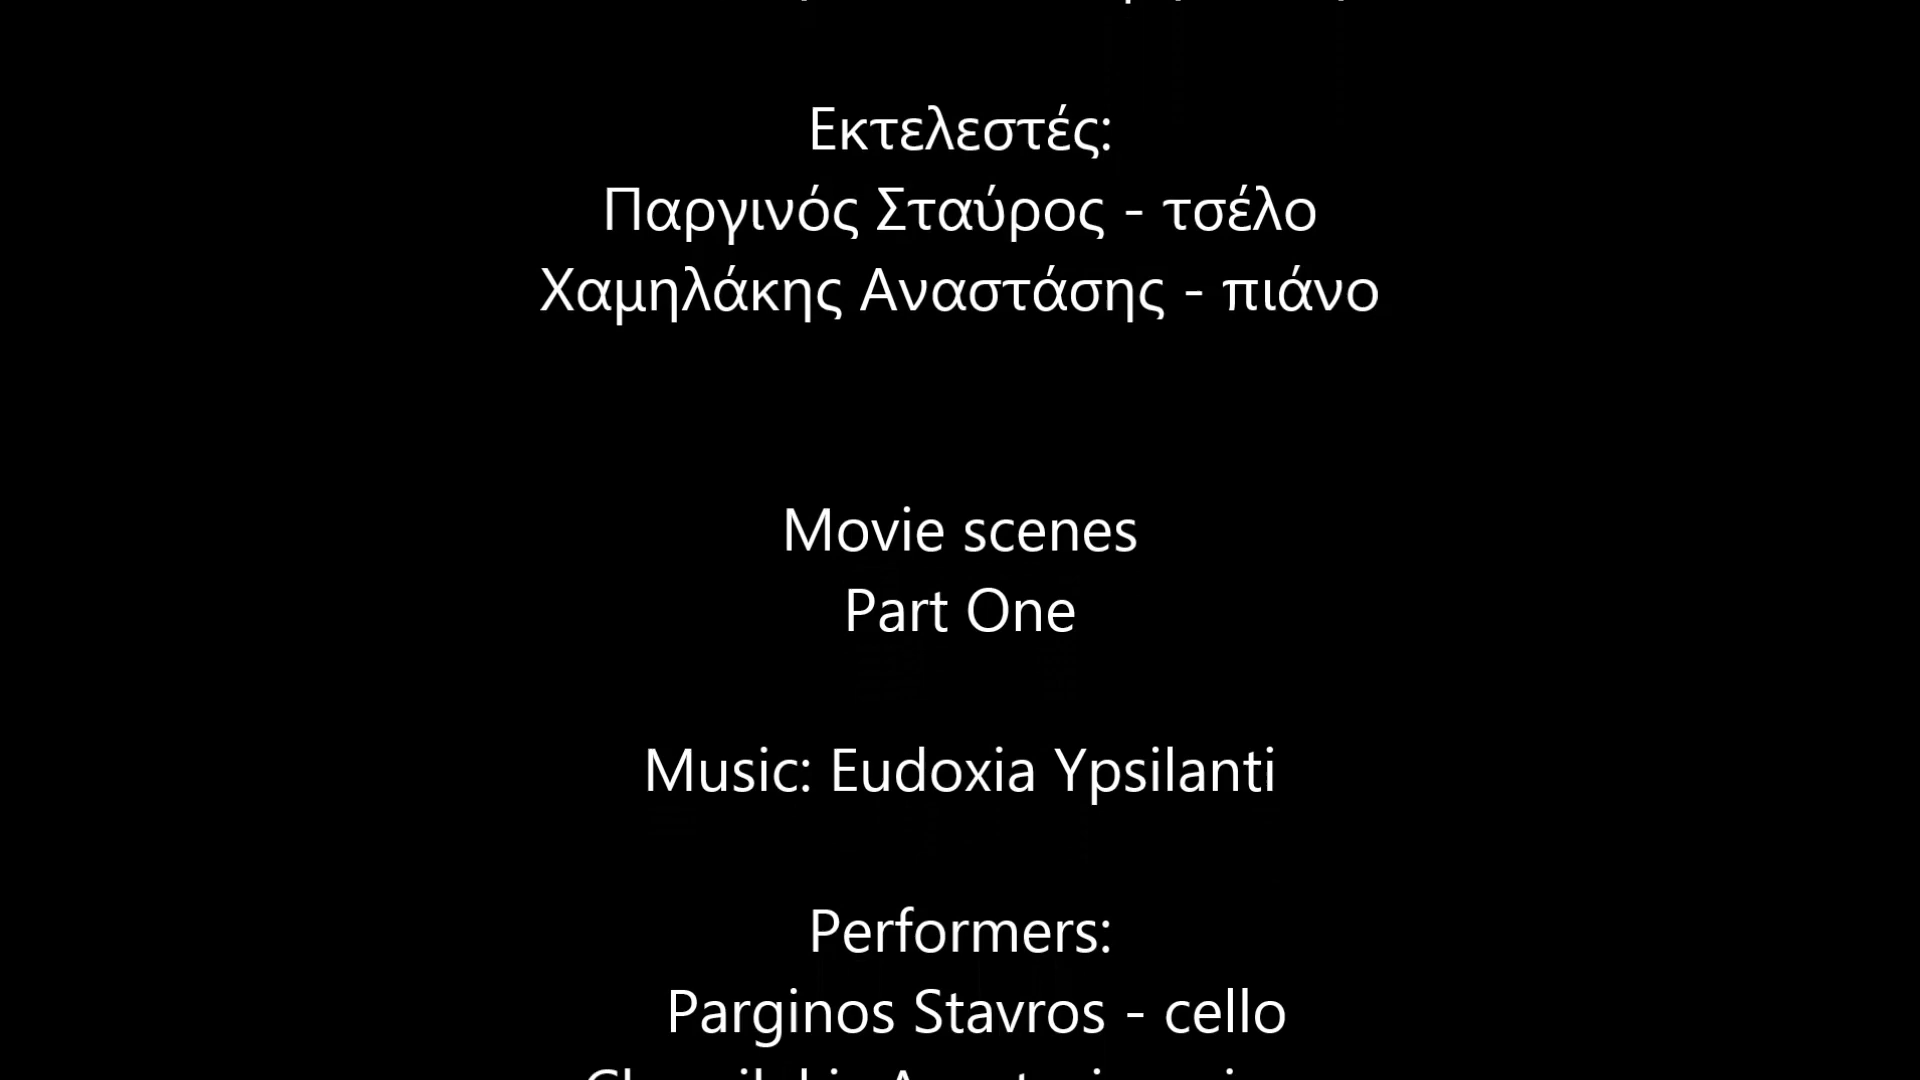 Εκτελεστές:
Παργινός Σταύρος - τσέλο
Χαμηλάκης Αναστάσης - πιάνο
Movie scenes
Part One
Music: Eudoxia Ypsilanti
Performers:
Parginos Stavros - cello